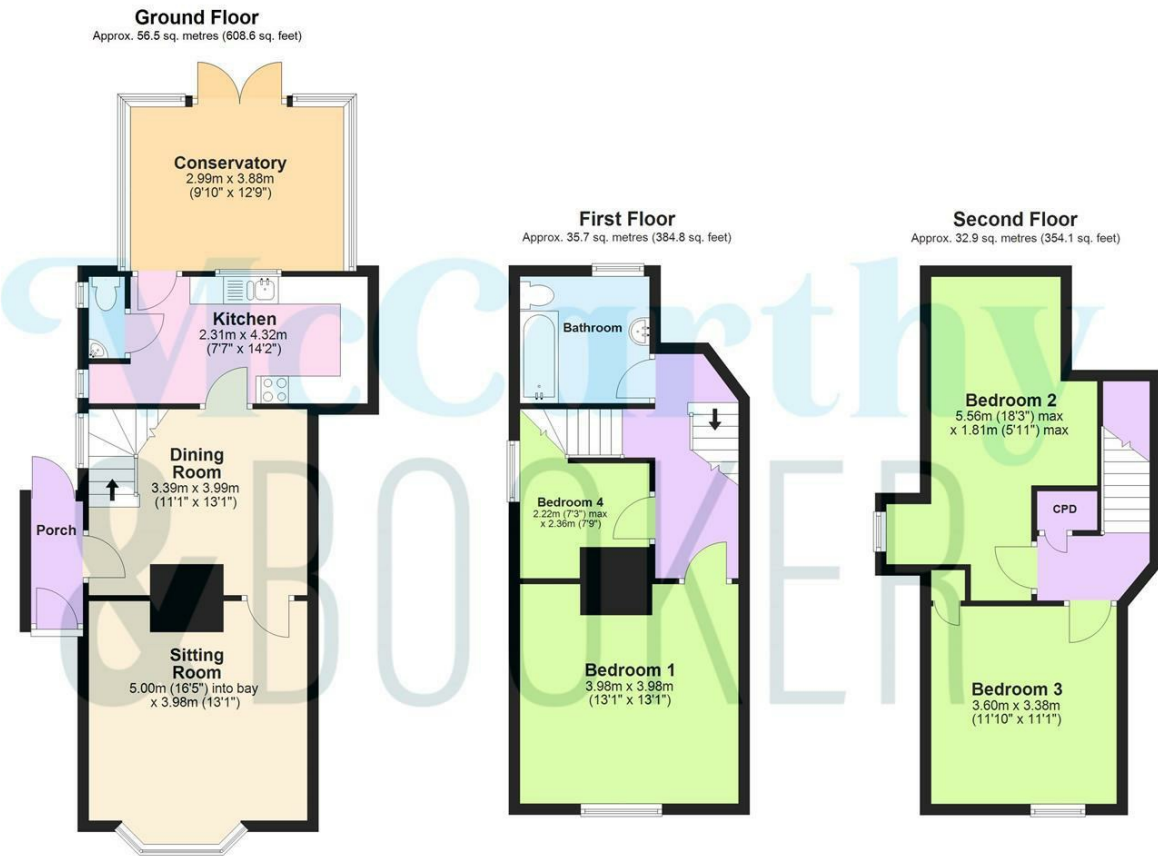 Ground Floor
Approx. 56.5 sq. metres (608.6 sq. feet)
Conservatory
2.99m x 3.88m
(9'10" x 12'9")
Kitchen
2.31m x 4.32m
(7'7" x 14'2")
Dining
Room
3.39m x 3.99m
(11'1" x 13'1")
Porch
Sitting
Room
5.00m (16'5") into bay
x 3.98m (13'1")
First Floor
Approx. 35.7 sq. metres (384.8 sq. feet)
Bathroom
Bedroom 4
2.22m (7'3") max
x 2.36m (7'9")
Bedroom 1
3.98m x 3.98m
(13'1" x 13'1")
Second Floor
Approx. 32.9 sq. metres (354.1 sq. feet)
Bedroom 2
5.56m (18'3") max
x 1.81m (5'11") max
CPD
Bedroom 3
3.60m x 3.38m
(11'10" x 11'1")
McCarthy
& BOOKER